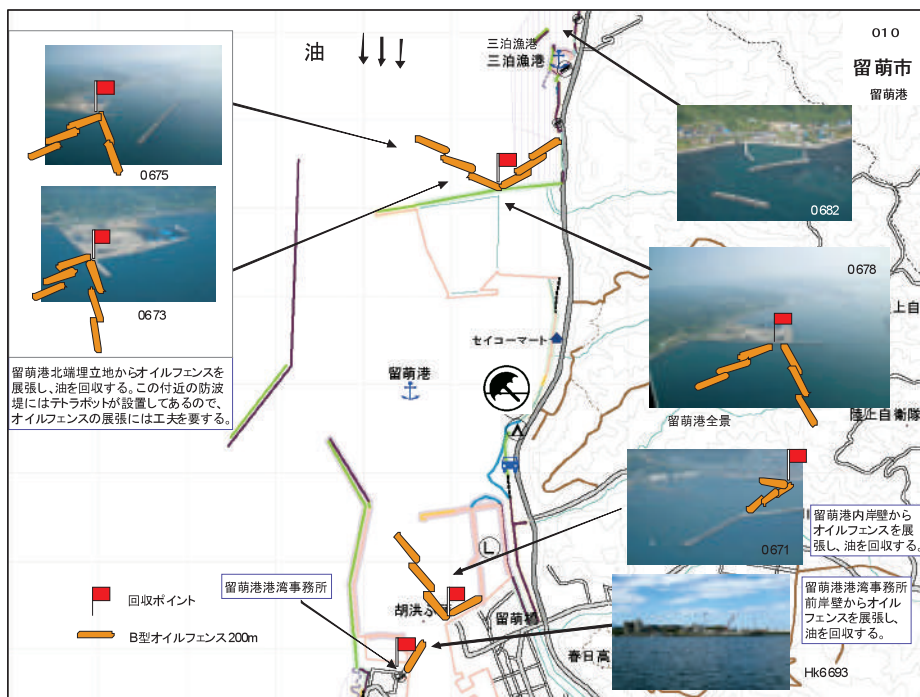 010
留萌市
留萌港
油
三泊漁港
三泊漁港
0675
0673
0682
0678
留萌港北端埋立地からオイルフェンスを
展張し、油を回収する。この付近の防波
堤にはテトラポットが設置してあるので、
オイルフェンスの展張には工夫を要する。
セイコーマート
留萌港
上自
留萌港全景
陸上自衛隊
0671
留萌港内岸壁から
オイルフェンスを展
張し、油を回収する。
L
回収ポイント
B型オイルフェンス200m
留萌港港湾事務所
胡洪ふ
留萌橋
春日高
留萌港港湾事務所
前岸壁からオイル
フェンスを展張し、
油を回収する。
Hk6693